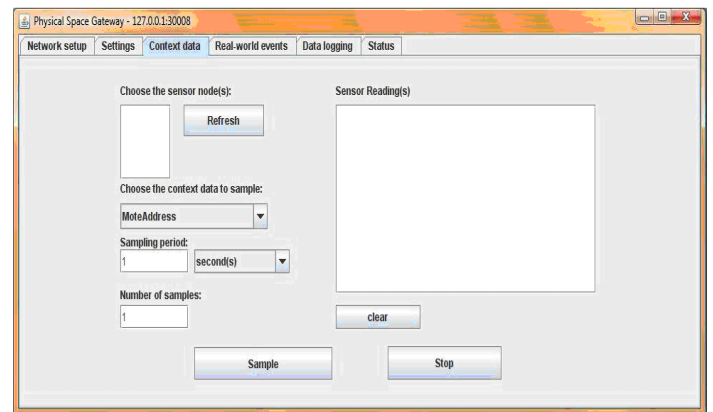 Physical Space Gateway - 127.0.0.1:30008
Network setup Settings Context data Real-world events Data logging Status
Choose the sensor node(s): Sensor Reading(s)
Refresh
Choose the context data to sample:
MoteAddress
Sampling period:
1 second(s)
Number of samples:
1 clear
Sample Stop